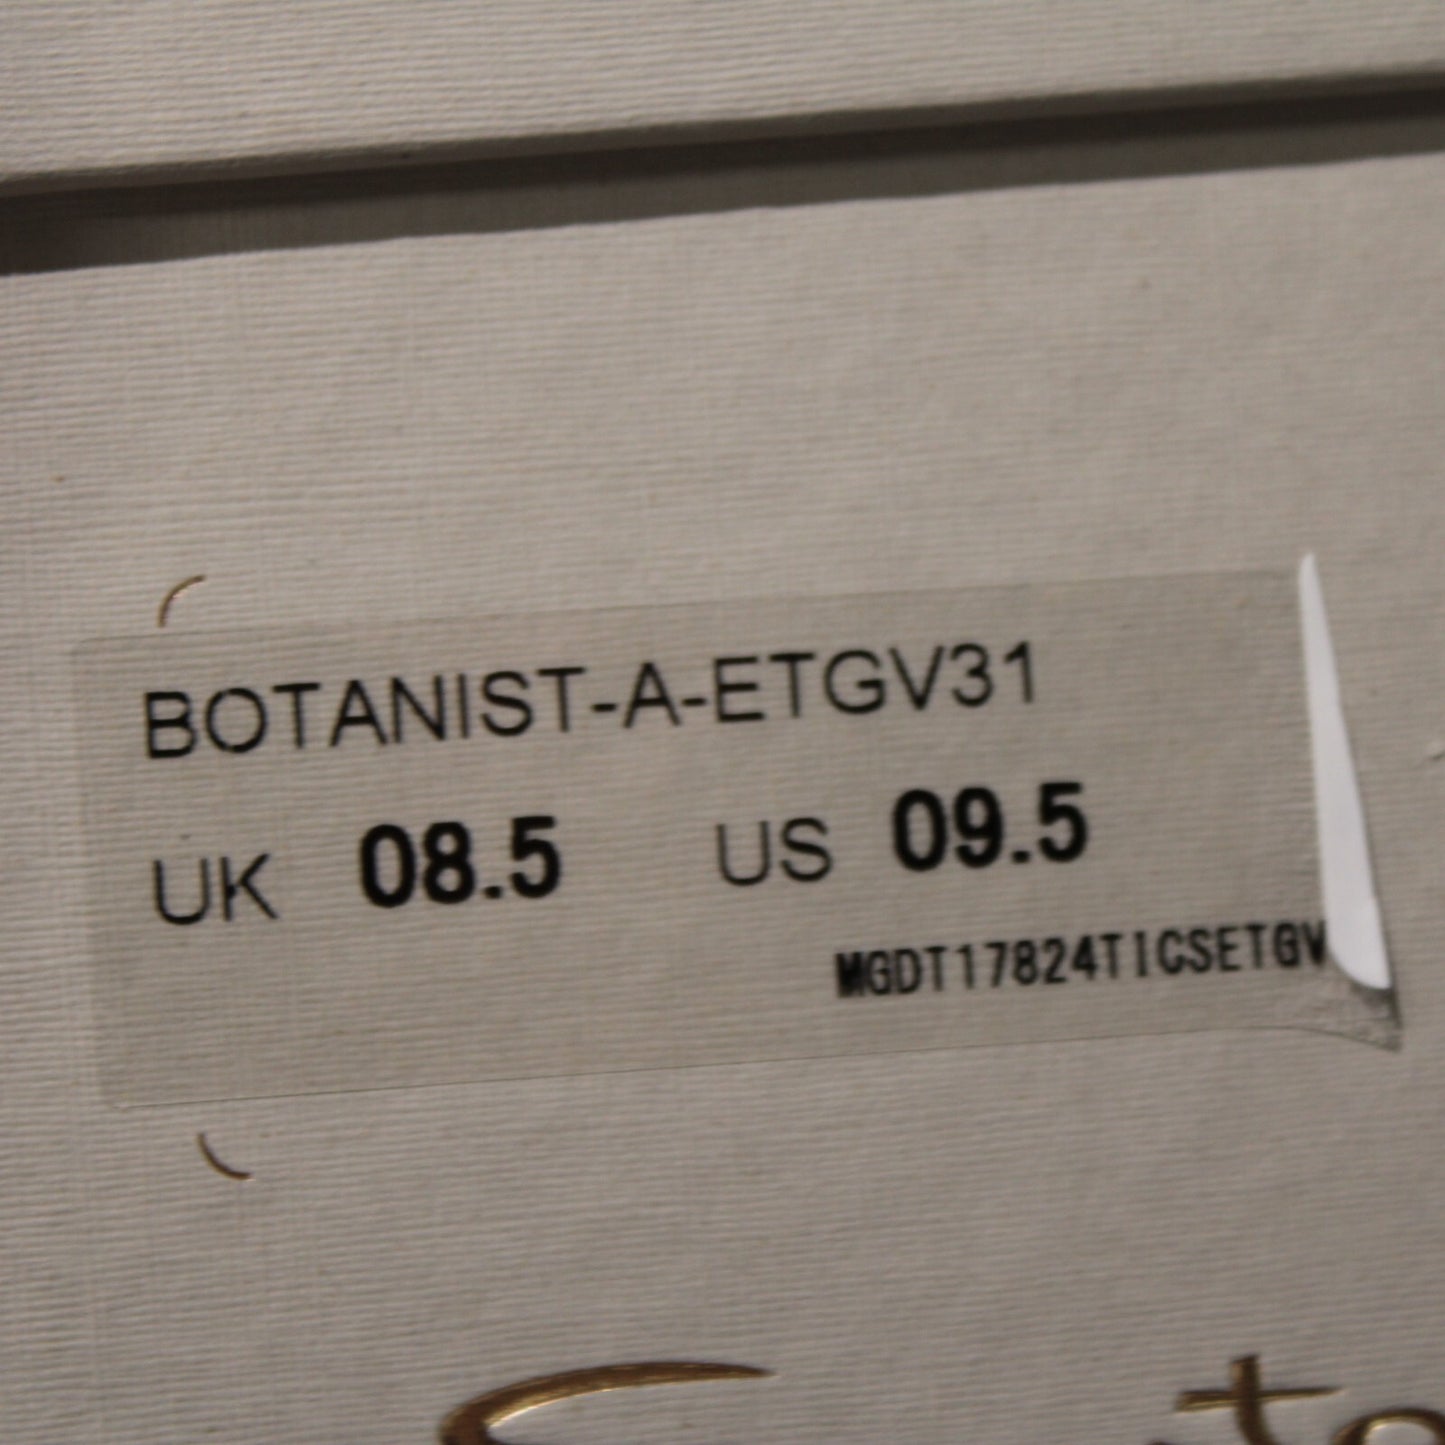 BOTANIST-A-ETGV31
UK 08.5 US 09.5
MGDT17824TICSETGV